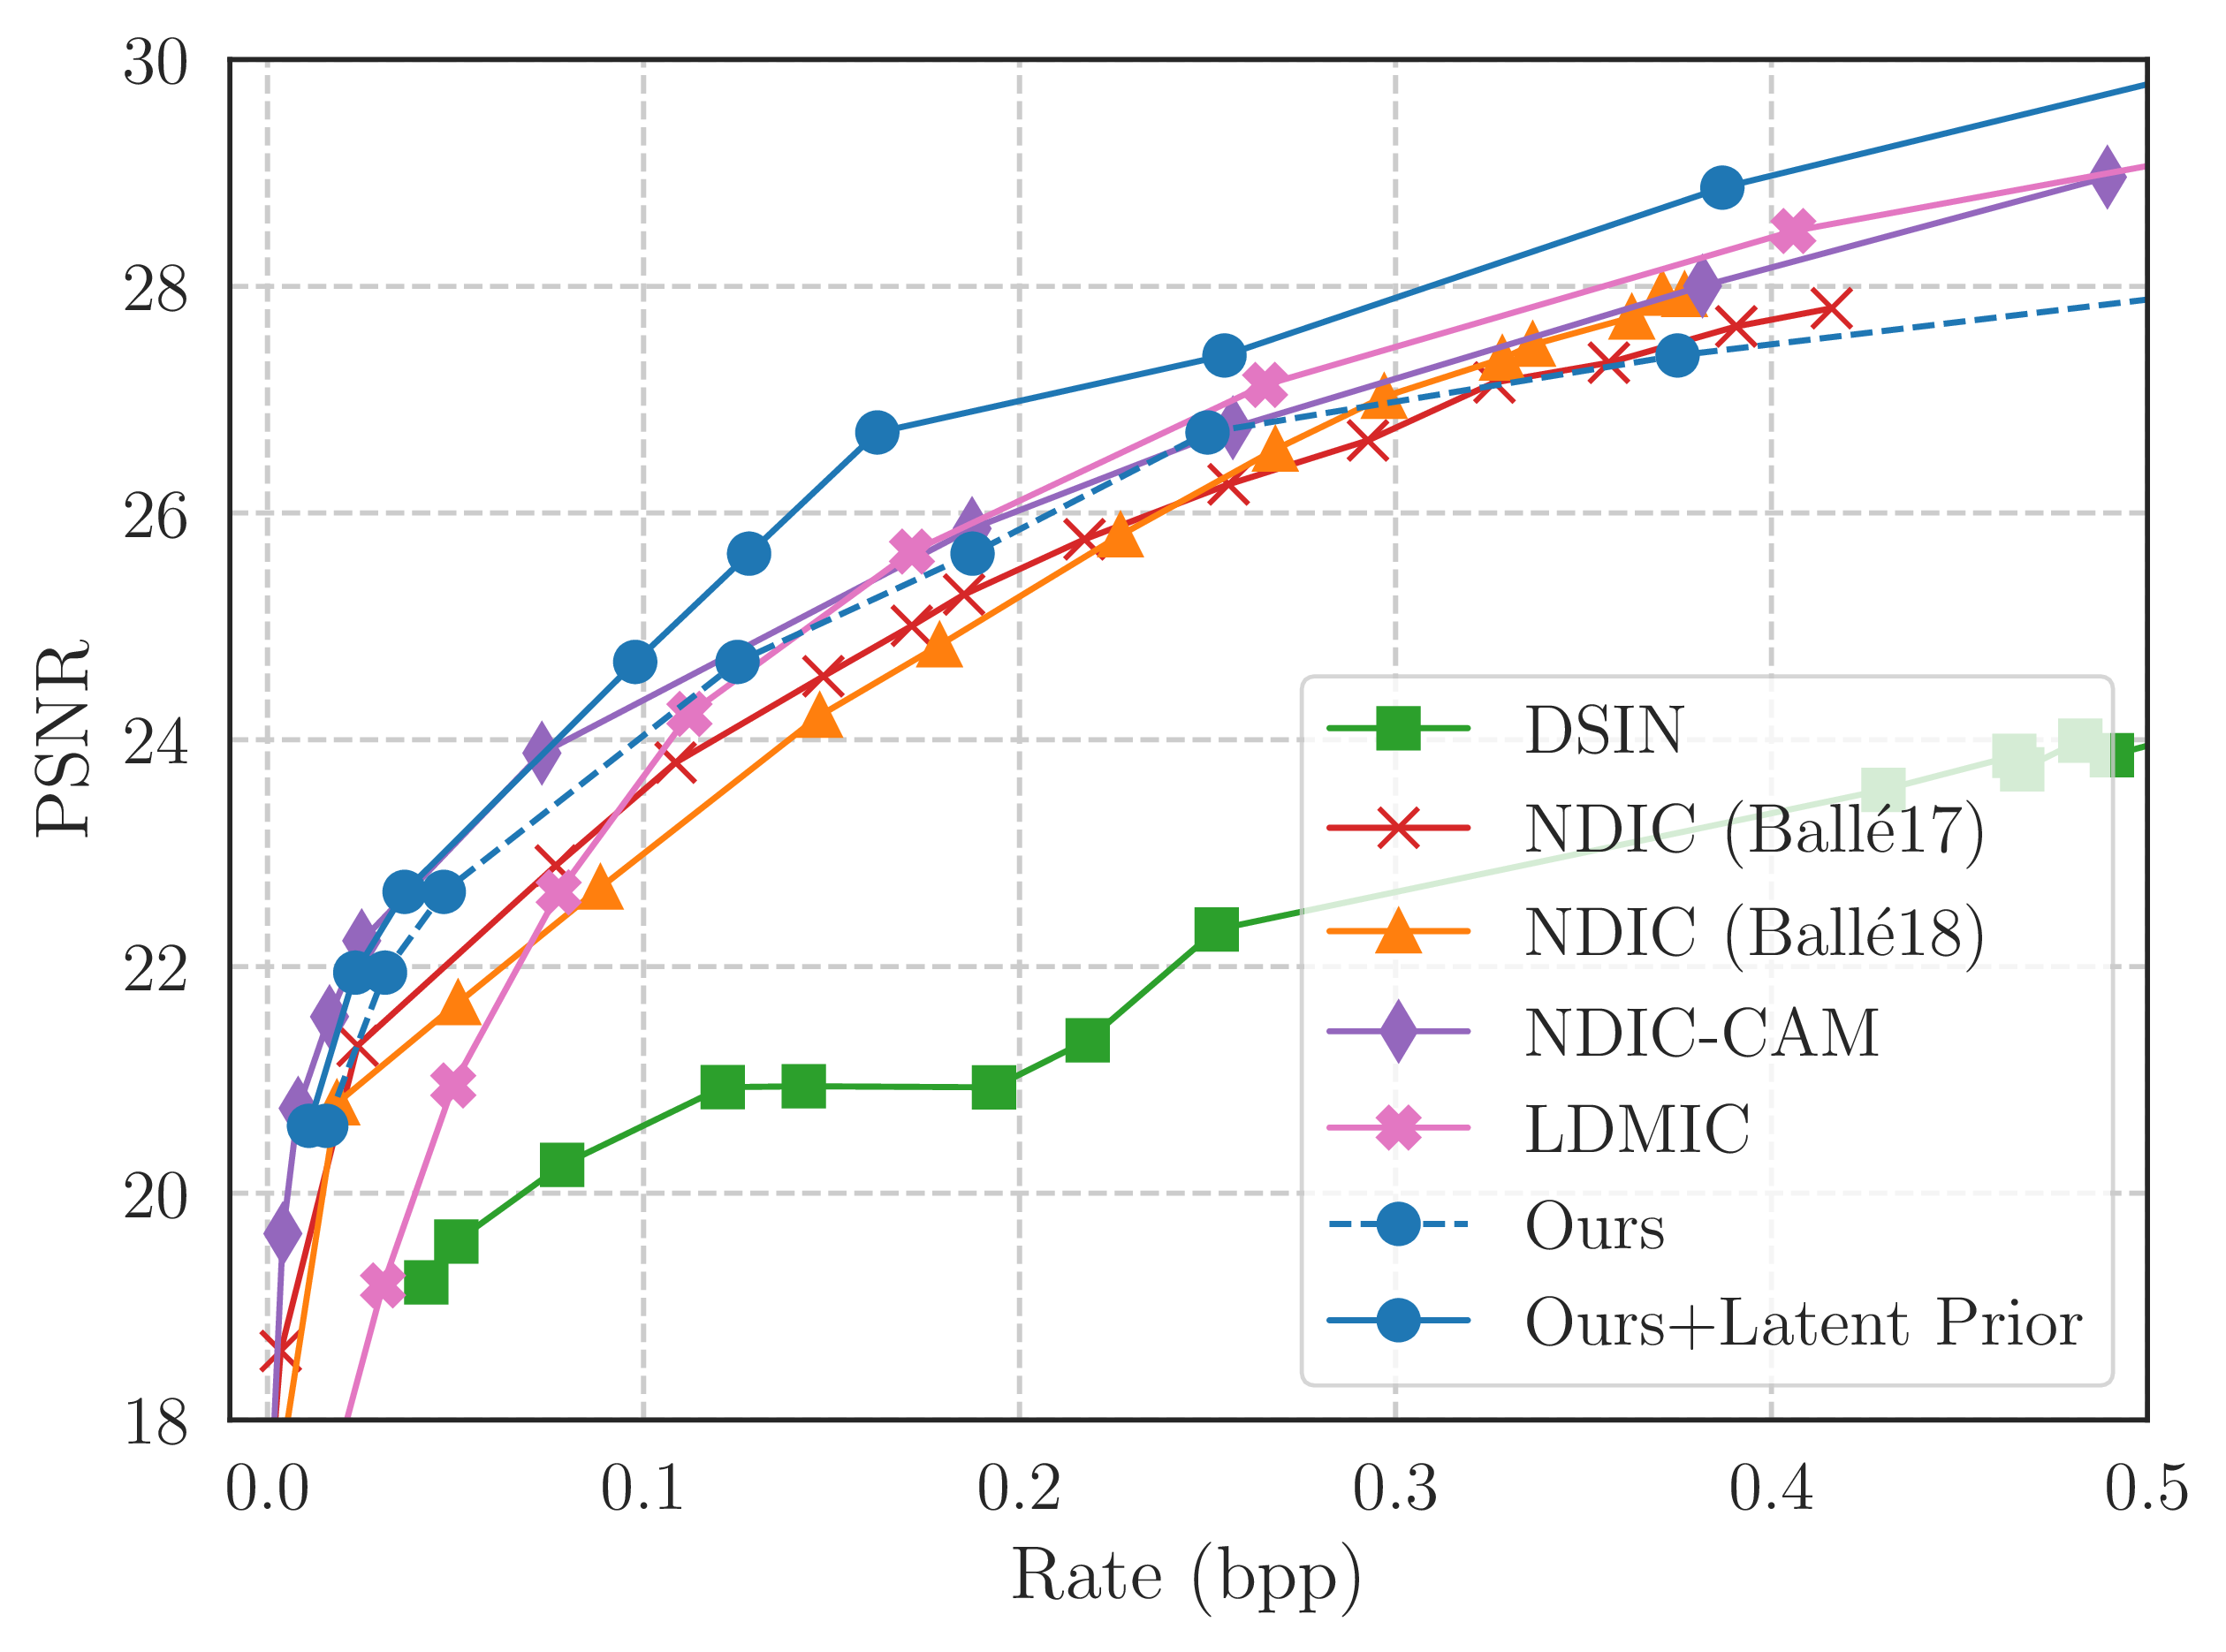 30
28
26
24
22
20
18
PSNR
0.0 0.1 0.2 0.3 0.4 0.5
Rate (bpp)
DSIN
NDIC (Ballé17)
NDIC (Ballé18)
NDIC-CAM
LDMIC
Ours
Ours+Latent Prior